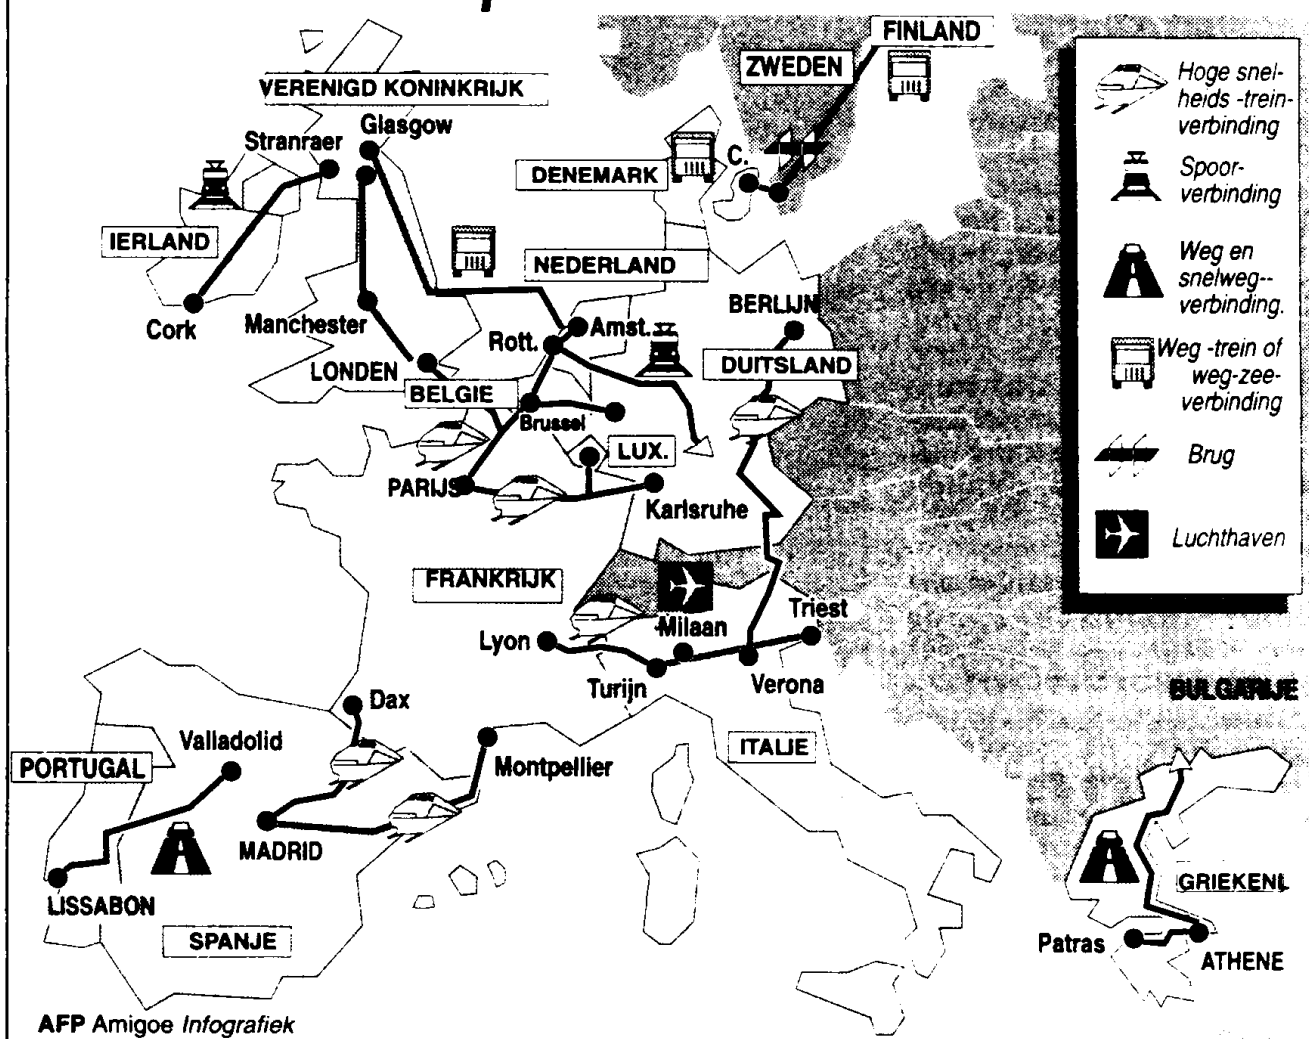 FINLAND
ZWEDEN
VERENIGD KONINKRIJK
Glasgow
Stranraer
C.
DENEMARK
IERLAND
NEDERLAND
BERLIJN
Cork
Manchester
Amst.
Rott.
LONDEN
DUITSLAND
BELGIE
Brussel
LUX.
PARIJS
Karlsruhe
FRANKRIJK
Triest
Milaan
Lyon
Turijn
Verona
BULGARIJE
Dax
Valladolid
ITALIE
PORTUGAL
Montpellier
MADRID
LISSABON
GRIEKENL
SPANJE
Patras
ATHENE
Hoge snel-
heids -trein-
verbinding
Spoor-
verbinding
Weg en
snelweg--
verbinding.
Weg -trein of
weg-zee-
verbinding
Brug
Luchthaven
AFP Amigoe Infografiek